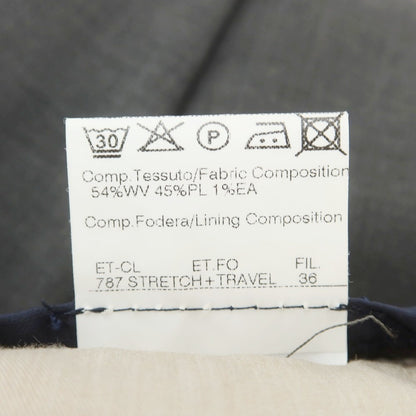 30 P
Comp.Tessuto/Fabric Composition
54%WV 45%PL 1%EA
Comp.Fodera/Lining Composition
ET-CL ET.FO FIL.
787 STRETCH+TRAVEL 36